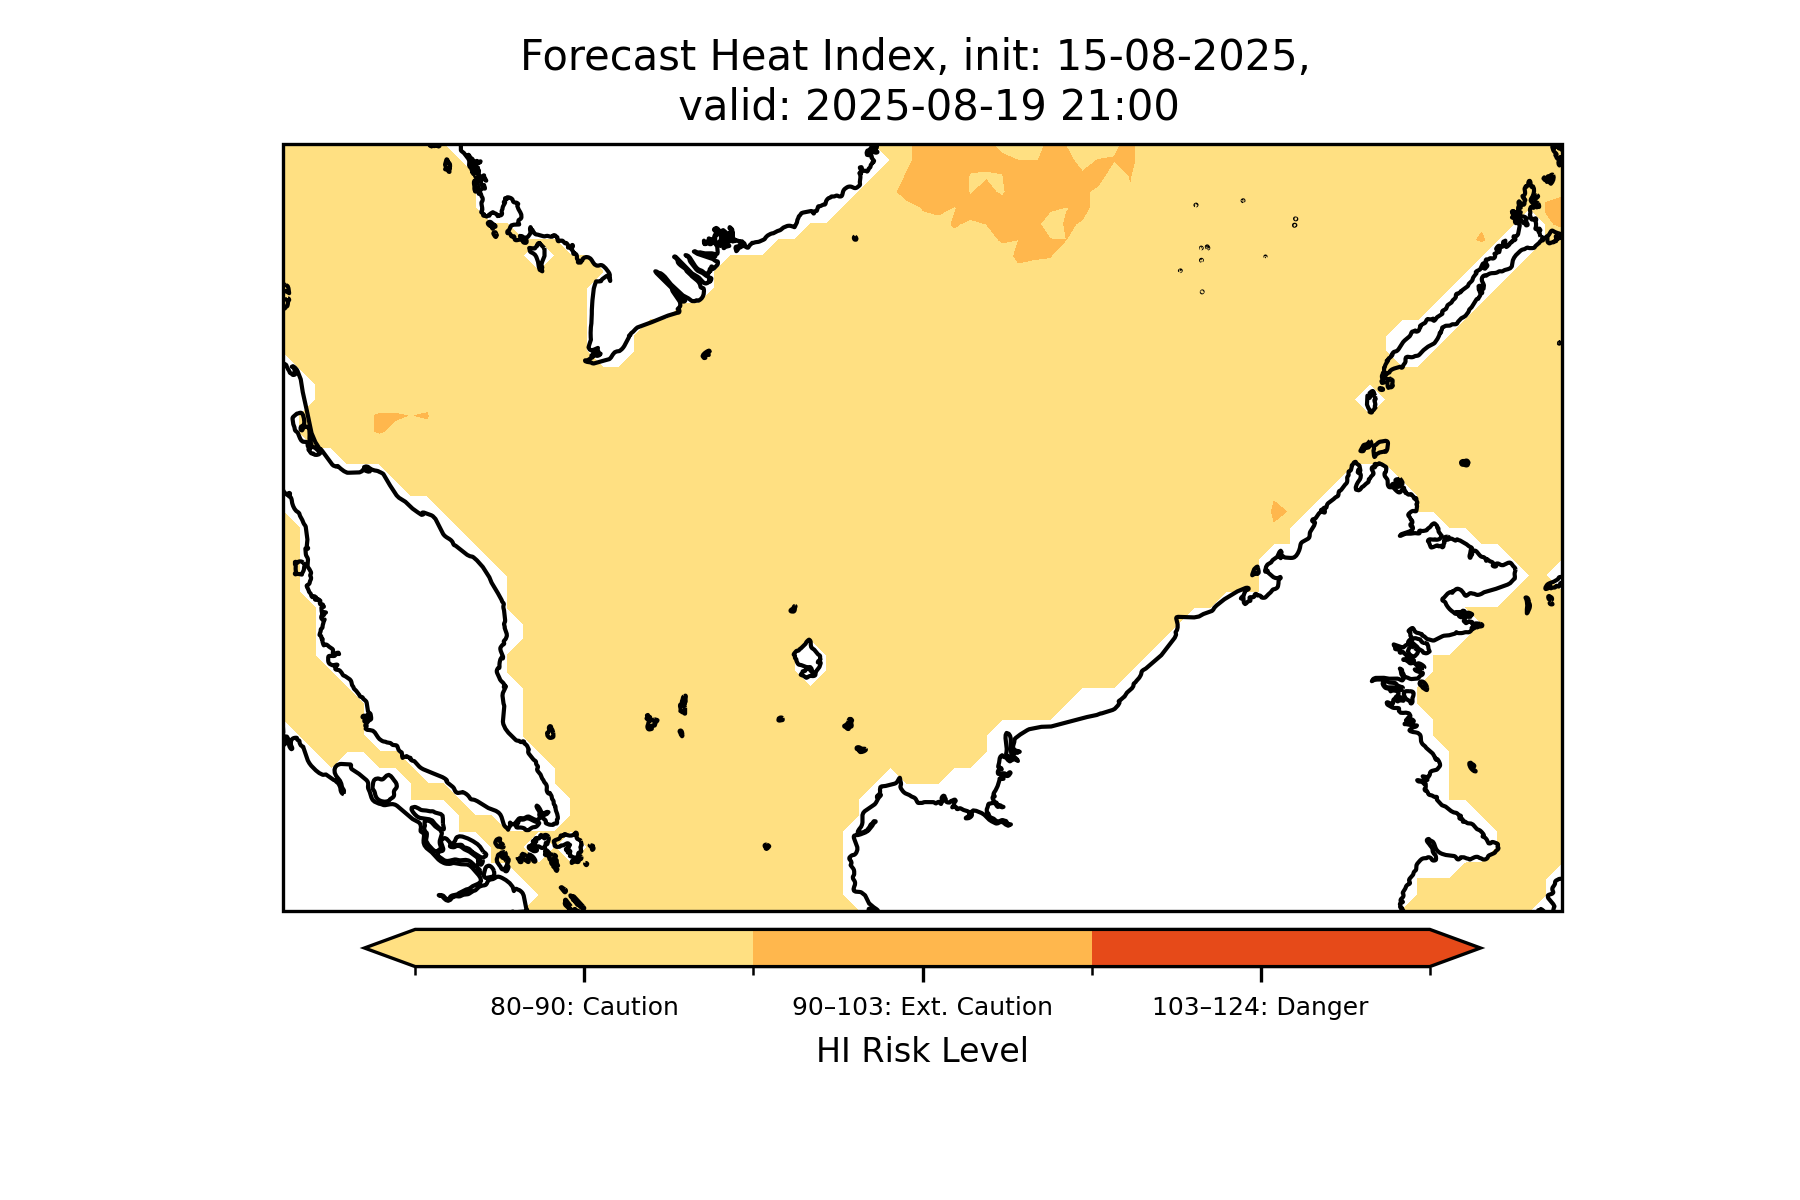 Forecast Heat Index, init: 15-08-2025,
valid: 2025-08-19 21:00
80–90: Caution
90–103: Ext. Caution
103–124: Danger
HI Risk Level